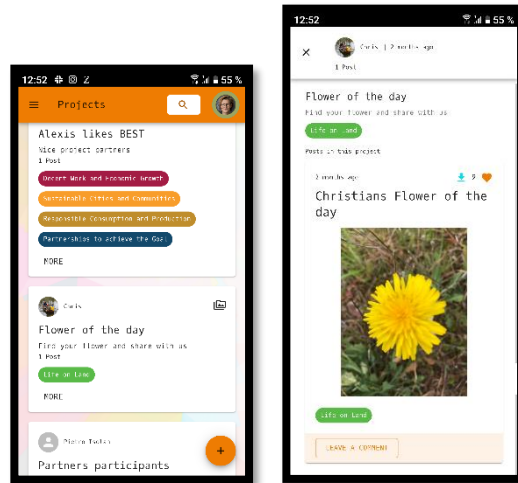 12:52
55 %
Projects
Alexis likes BEST
Nice project partners
1 Post
Decent Work and Economic Growth
Sustainable Cities and Communities
Responsible Consumption and Production
Partnerships to achieve the Goal
MORE
Chris
Flower of the day
Find your flower and share with us
1 Post
Life on Land
MORE
Pietro
Partners participants
+
12:52
55 %
Chris | 2 months ago
1 Post
Flower of the day
Find your flower and share with us
Life on Land
Posts in this project
2 months ago
Christians Flower of the
day
Life on Land
LEAVE A COMMENT